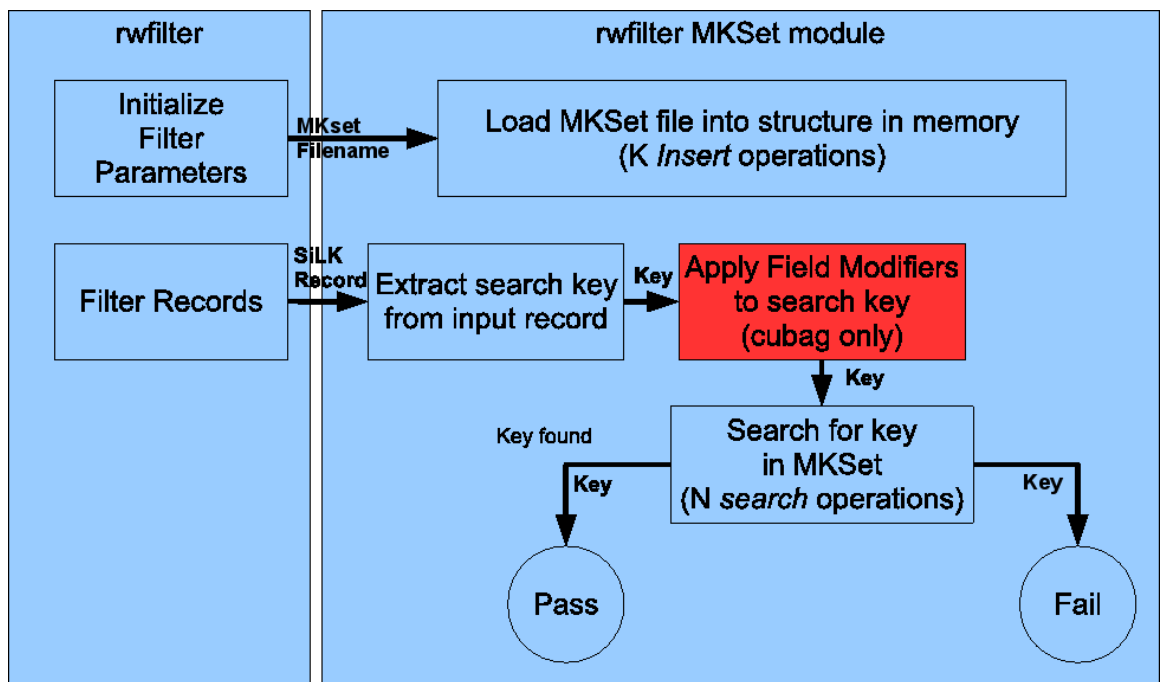 rwfilter
rwfilter MKSet module
Initialize
Filter
Parameters
MKset
Filename
Load MKSet file into structure in memory
(K Insert operations)
Filter Records
SiLK
Record
Extract search key
from input record
Key
Apply Field Modifiers
to search key
(cubag only)
Key
Search for key
in MKSet
(N search operations)
Key found
Key
Key
Pass
Fail